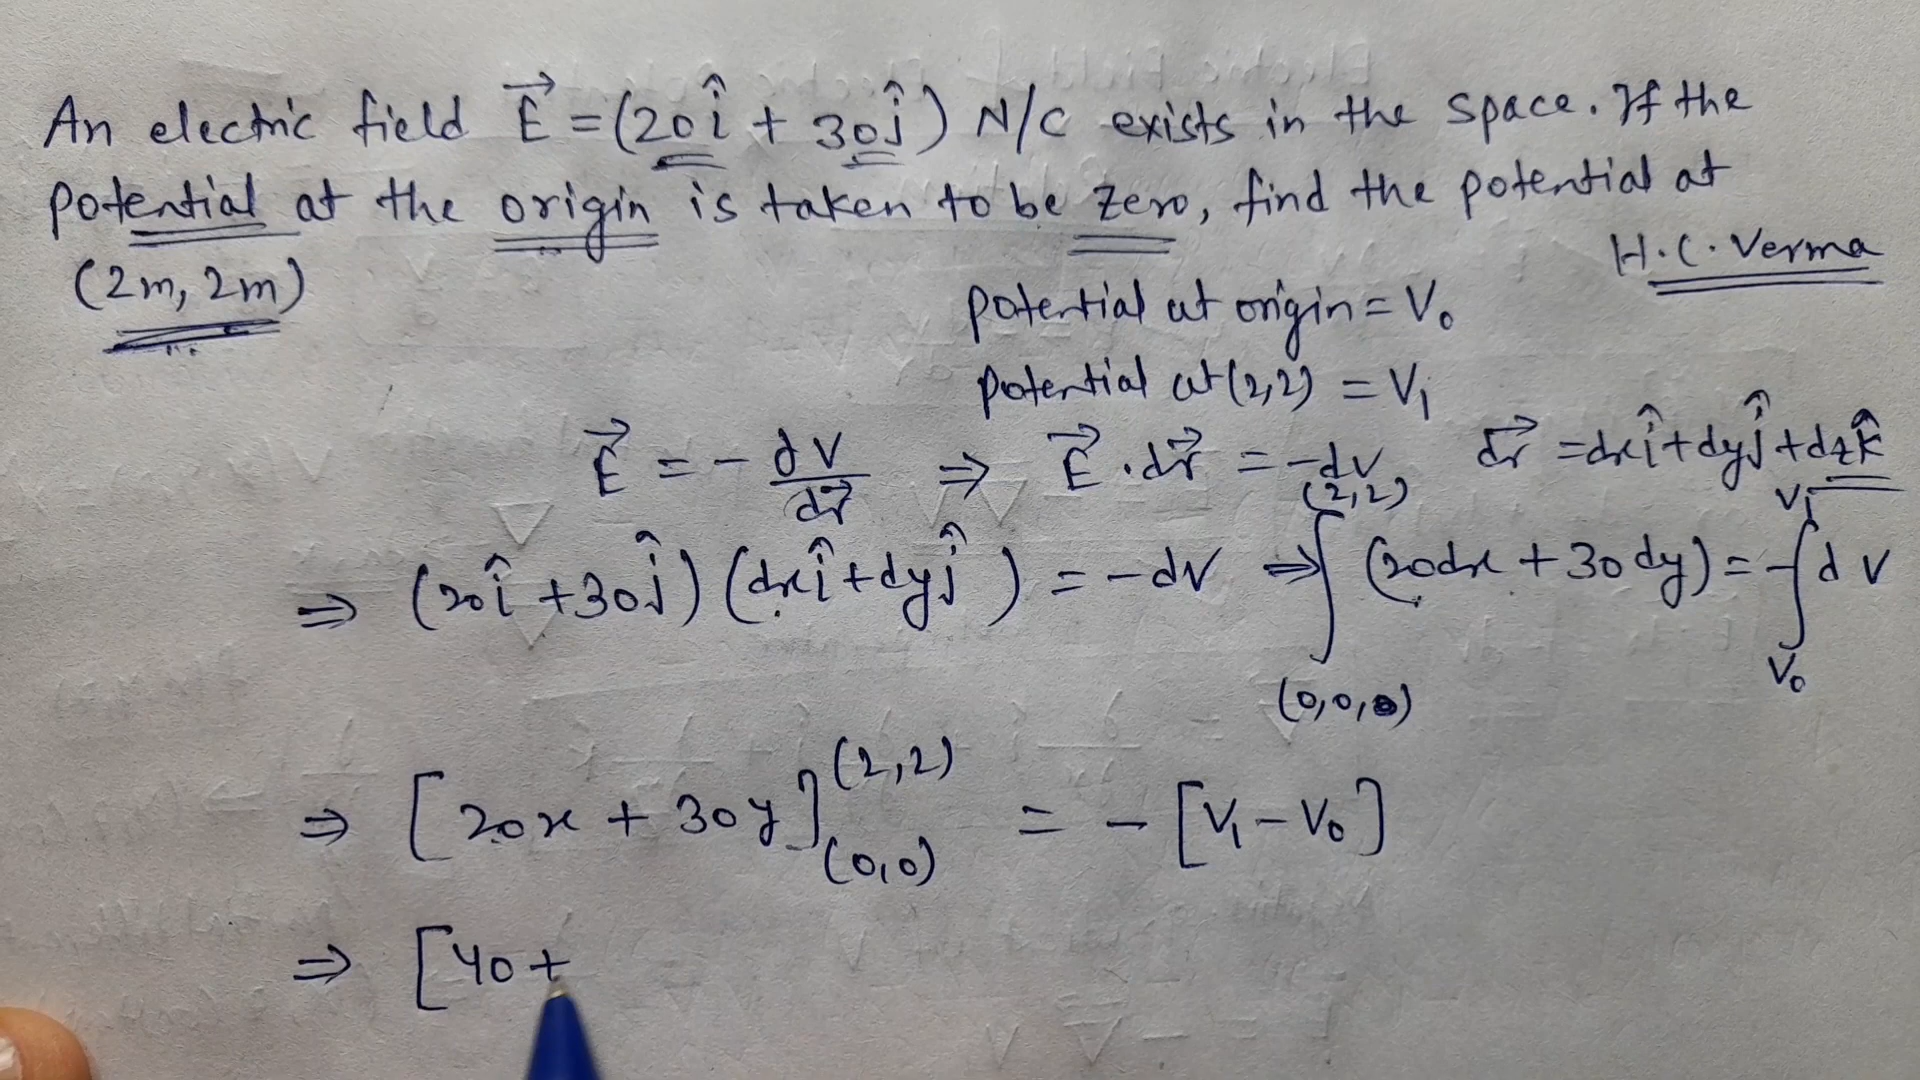 An electric field E⃗ = (20î + 30ĵ) N/C exists in the space. If the
potential at the origin is taken to be zero, find the potential at
(2m, 2m)
H.C. Verma
potential at origin = V₀
potential at (2,2) = V₁
E⃗ = - dV/dr⃗ ⇒ E⃗ . dr⃗ = -dv dr⃗ = dxî + dyĵ + dzk̂
⇒ (20î + 30ĵ) (dxî + dyĵ ) = - dv ⇒ ∫_(0,0,0)^(2,2) (20dx + 30dy) = -∫_V₀^V₁ dV
⇒ [20x + 30y]_(0,0)^(2,2) = - [V₁ - V₀]
⇒ [40 +